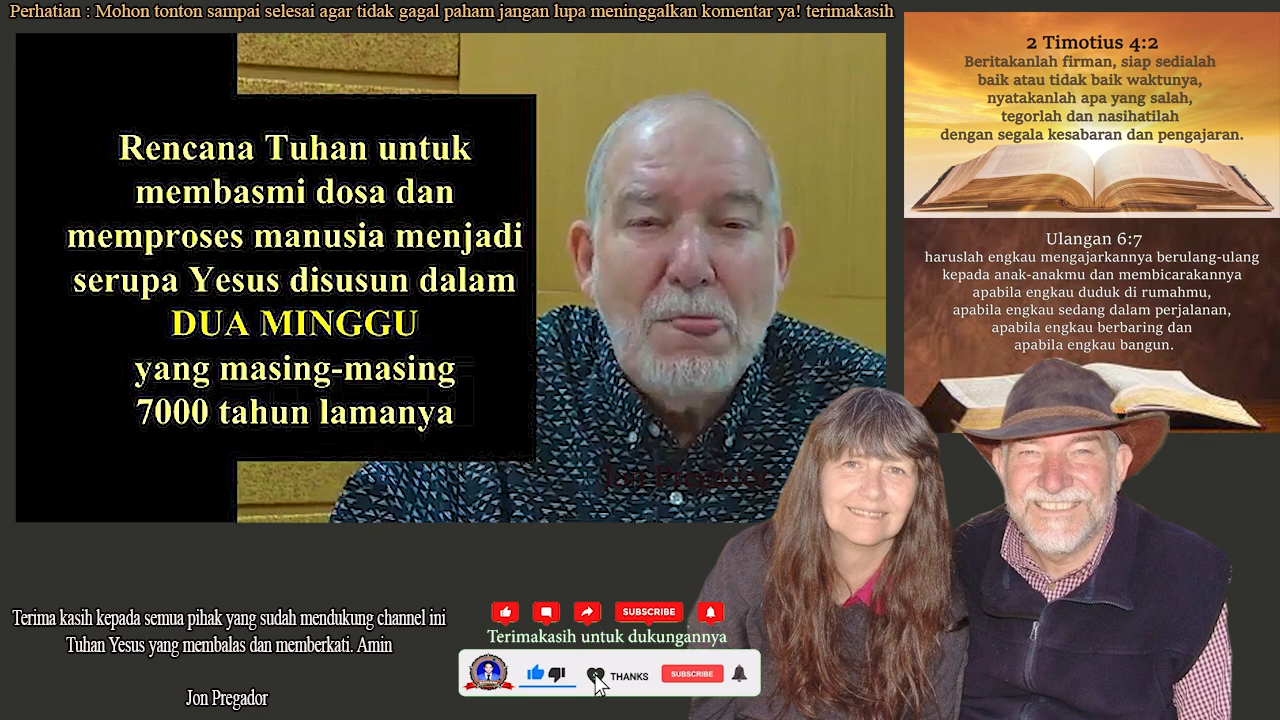 Perhatian : Mohon tonton sampai selesai agar tidak gagal paham jangan lupa meninggalkan komentar ya! terimakasih
Rencana Tuhan untuk
membasmi dosa dan
memproses manusia menjadi
serupa Yesus disusun dalam
DUA MINGGU
yang masing-masing
7000 tahun lamanya
Jon Pregador
2 Timotius 4:2
Beritakanlah firman, siap sedialah
baik atau tidak baik waktunya,
nyatakanlah apa yang salah,
tegorlah dan nasihatilah
dengan segala kesabaran dan pengajaran.
Ulangan 6:7
haruslah engkau mengajarkannya berulang-ulang
kepada anak-anakmu dan membicarakannya
apabila engkau duduk di rumahmu,
apabila engkau sedang dalam perjalanan,
apabila engkau berbaring dan
apabila engkau bangun.
Terima kasih kepada semua pihak yang sudah mendukung channel ini
Tuhan Yesus yang membalas dan memberkati. Amin
Jon Pregador
SUBSCRIBE
Terimakasih untuk dukungannya
THANKS
SUBSCRIBE